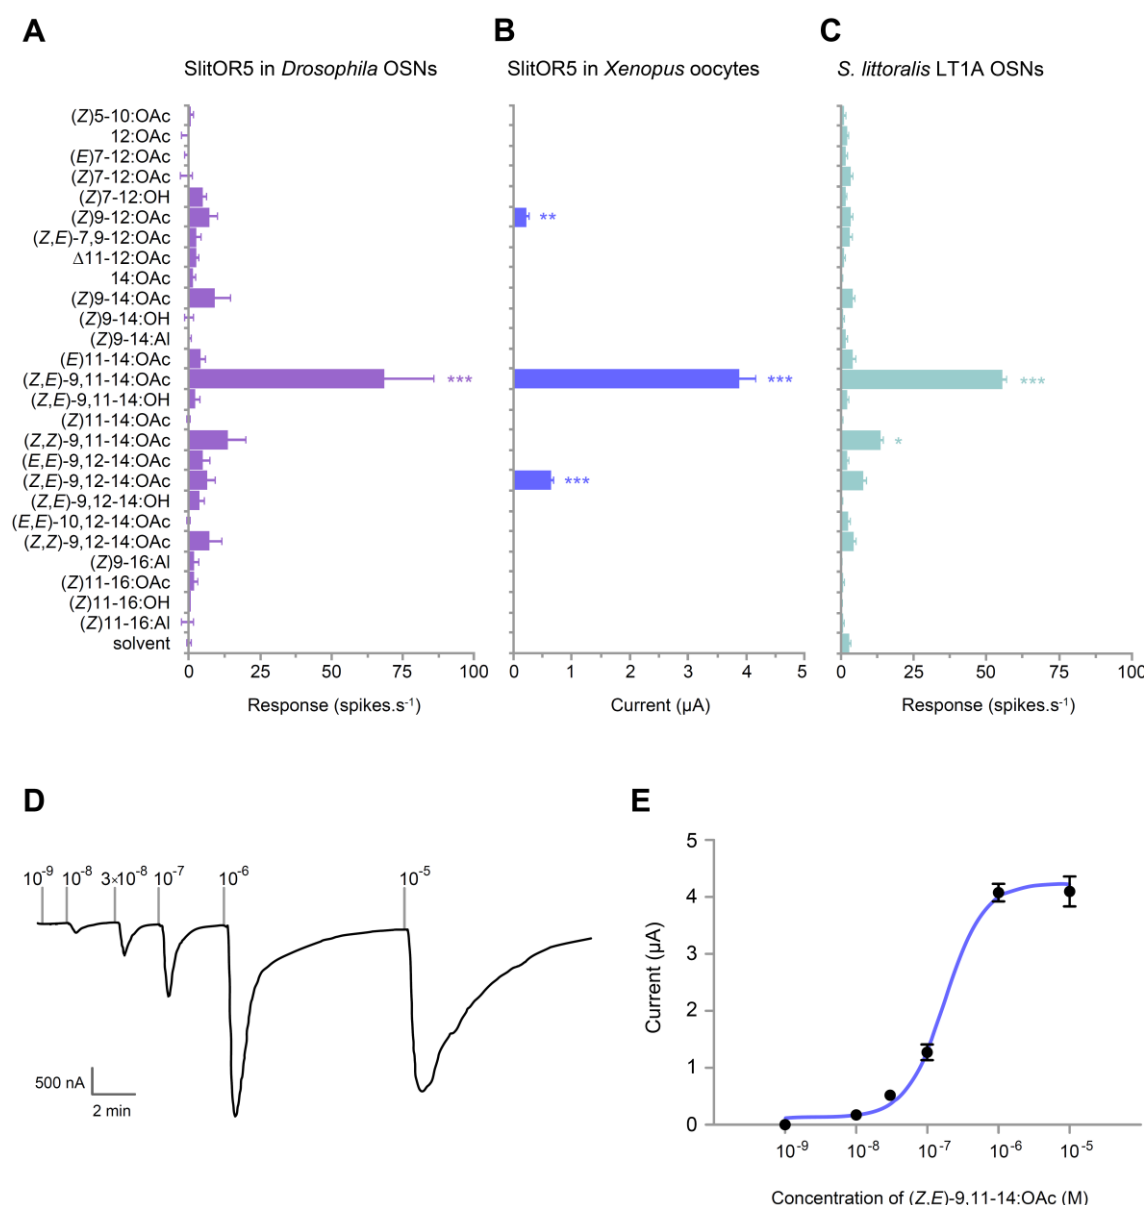 A
B
C
SlitOR5 in Drosophila OSNs
SlitOR5 in Xenopus oocytes
S. littoralis LT1A OSNs
(Z)5-10:OAc
12:OAc
(E)7-12:OAc
(Z)7-12:OAc
(Z)7-12:OH
(Z)9-12:OAc
**
(Z,E)-7,9-12:OAc
Δ11-12:OAc
14:OAc
(Z)9-14:OAc
(Z)9-14:OH
(Z)9-14:Al
(E)11-14:OAc
(Z,E)-9,11-14:OAc
***
***
***
(Z,E)-9,11-14:OH
(Z)11-14:OAc
(Z,Z)-9,11-14:OAc
*
(E,E)-9,12-14:OAc
(Z,E)-9,12-14:OAc
***
(Z,E)-9,12-14:OH
(E,E)-10,12-14:OAc
(Z,Z)-9,12-14:OAc
(Z)9-16:Al
(Z)11-16:OAc
(Z)11-16:OH
(Z)11-16:Al
solvent
0 25 50 75 100
0 1 2 3 4 5
0 25 50 75 100
Response (spikes.s⁻¹)
Current (µA)
Response (spikes.s⁻¹)
D
E
10⁻⁹ 10⁻⁸ 3×10⁻⁸ 10⁻⁷ 10⁻⁶ 10⁻⁵
500 nA
2 min
5
4
3
2
1
0
Current (µA)
10⁻⁹ 10⁻⁸ 10⁻⁷ 10⁻⁶ 10⁻⁵
Concentration of (Z,E)-9,11-14:OAc (M)